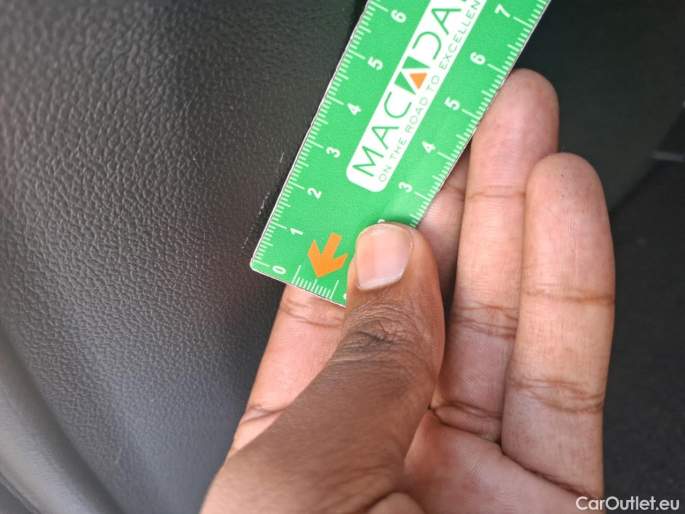 MACADA
ON THE ROAD TO EXCELLEN
0 1 2 3 4 5 6
3 4 5 6 7
CarOutlet.eu